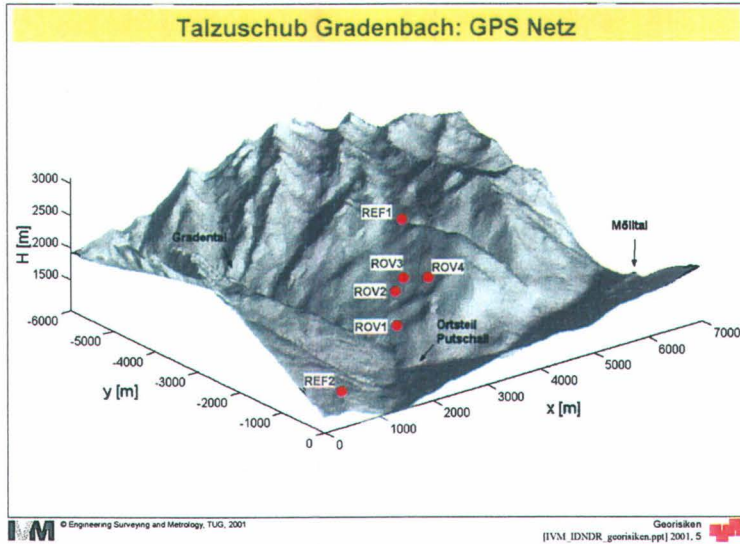 Talzuschub Gradenbach: GPS Netz
3000
2500
2000
1500
H [m]
REF1
Gradental
Mölltal
ROV3
ROV4
ROV2
ROV1
Ortsteil
Putschall
REF2
-6000
-5000
-4000
-3000
-2000
-1000
0
y [m]
0
1000
2000
3000
4000
5000
6000
7000
x [m]
IVM
© Engineering Surveying and Metrology, TUG, 2001
Georisiken
[IVM_IDNDR_georisiken.ppt] 2001, 5